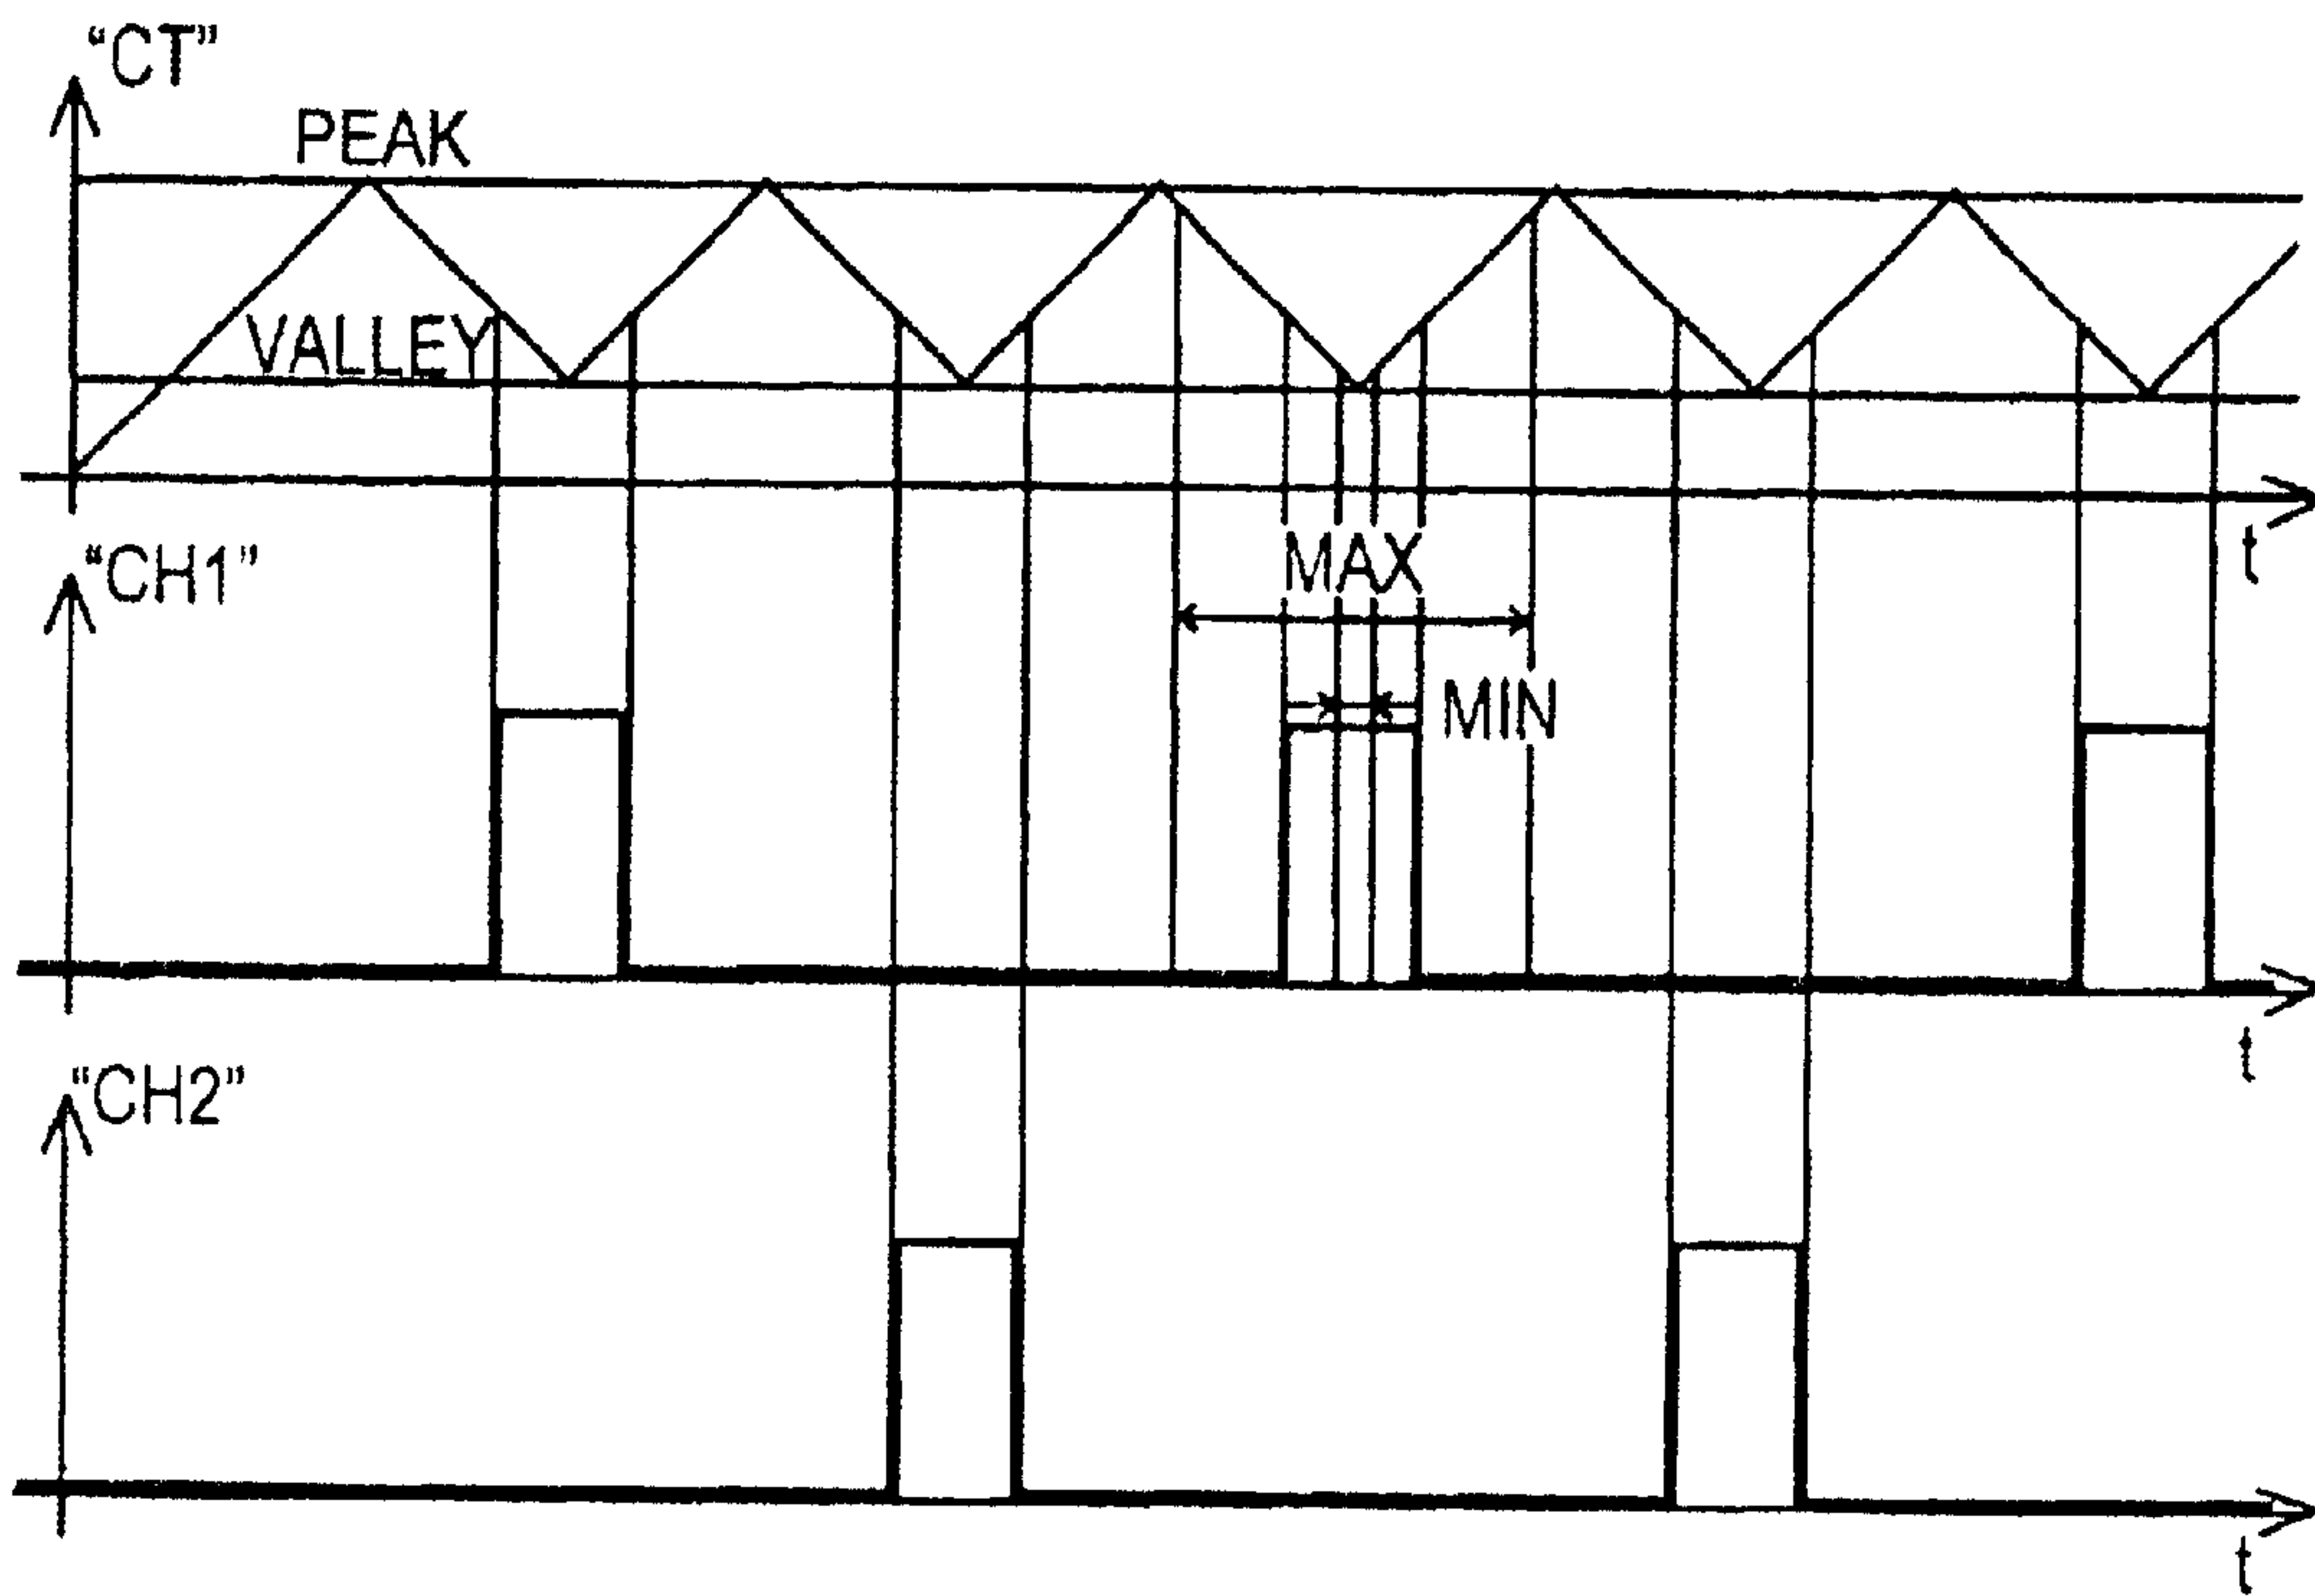 “CT”
PEAK
VALLEY
t
“CH1”
MAX
MIN
t
“CH2”
t